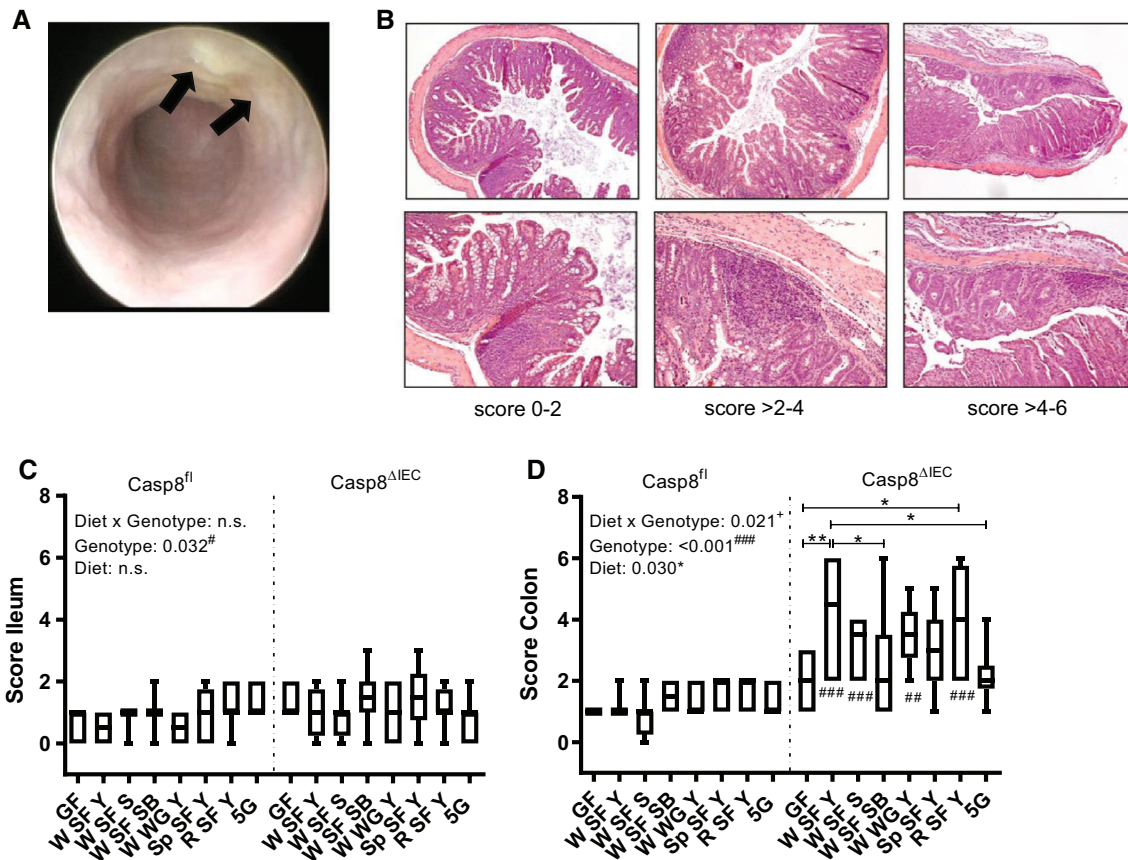 A
B
score 0-2
score >2-4
score >4-6
C
Casp8fl
Casp8ΔIEC
Diet x Genotype: n.s.
Genotype: 0.032#
Diet: n.s.
Score Ileum
8
6
4
2
0
GF
W SF Y
W SF S
W SF SB
W WG Y
Sp SF Y
R SF Y
5G
GF
W SF Y
W SF S
W SF SB
W WG Y
Sp SF Y
R SF Y
5G
D
Casp8fl
Casp8ΔIEC
Diet x Genotype: 0.021+
Genotype: <0.001###
Diet: 0.030*
*
*
** *
### ### ## ###
Score Colon
8
6
4
2
0
GF
W SF Y
W SF S
W SF SB
W WG Y
Sp SF Y
R SF Y
5G
GF
W SF Y
W SF S
W SF SB
W WG Y
Sp SF Y
R SF Y
5G